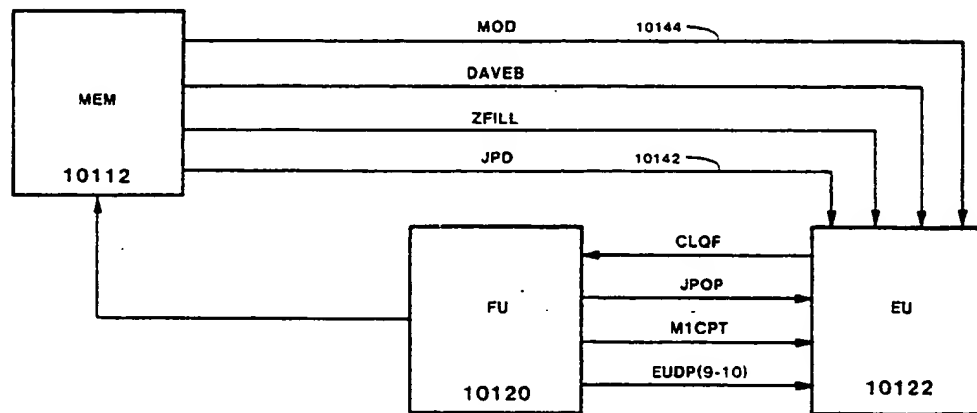 MOD
10144
DAVEB
MEM
ZFILL
JPD
10142
10112
CLQF
JPOP
FU
EU
M1CPT
EUDP(9-10)
10120
10122